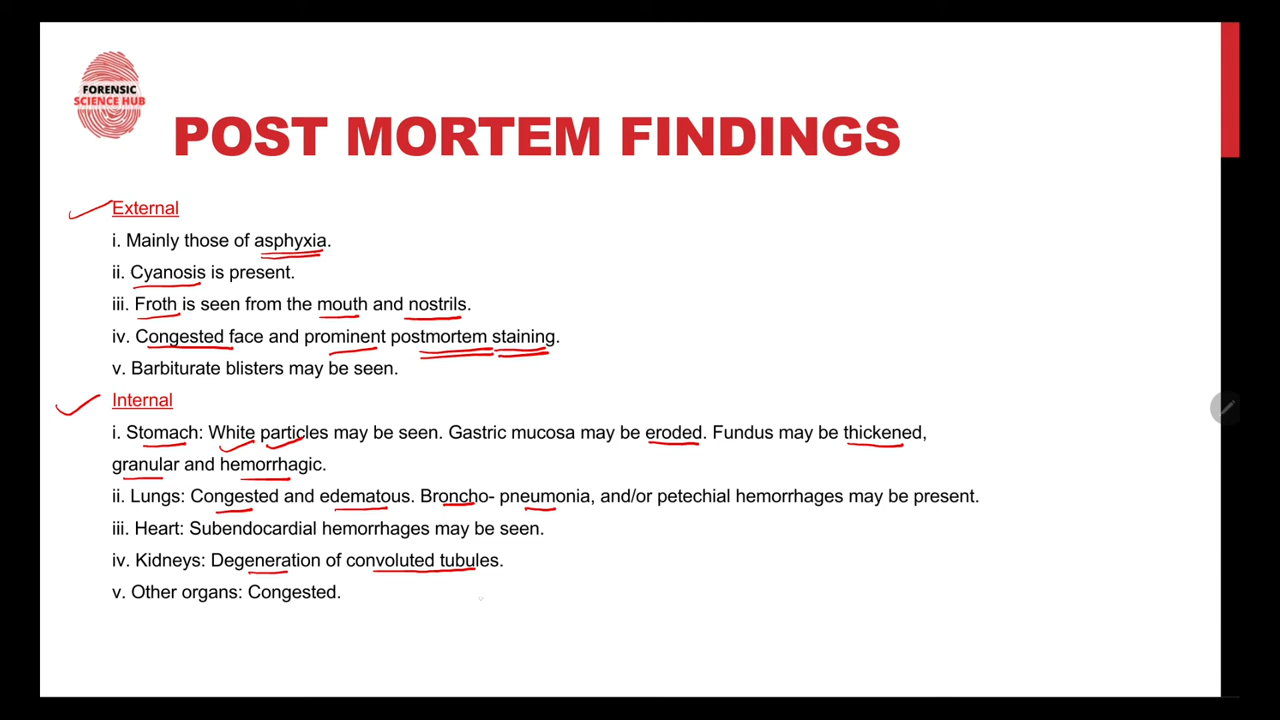 FORENSIC
SCIENCE HUB
POST MORTEM FINDINGS
External
i. Mainly those of asphyxia.
ii. Cyanosis is present.
iii. Froth is seen from the mouth and nostrils.
iv. Congested face and prominent postmortem staining.
v. Barbiturate blisters may be seen.
Internal
i. Stomach: White particles may be seen. Gastric mucosa may be eroded. Fundus may be thickened,
granular and hemorrhagic.
ii. Lungs: Congested and edematous. Broncho- pneumonia, and/or petechial hemorrhages may be present.
iii. Heart: Subendocardial hemorrhages may be seen.
iv. Kidneys: Degeneration of convoluted tubules.
v. Other organs: Congested.